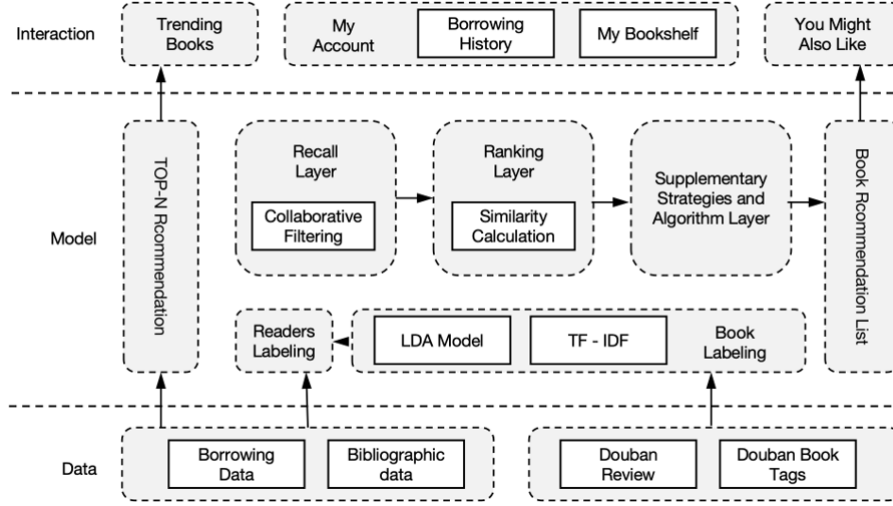 Interaction
Trending
Books
My
Account
Borrowing
History
My Bookshelf
You Might
Also Like
Model
TOP-N Rcommendation
Recall
Layer
Collaborative
Filtering
Ranking
Layer
Similarity
Calculation
Supplementary
Strategies and
Algorithm Layer
Book Rcommendation List
Readers
Labeling
LDA Model
TF - IDF
Book
Labeling
Data
Borrowing
Data
Bibliographic
data
Douban
Review
Douban Book
Tags